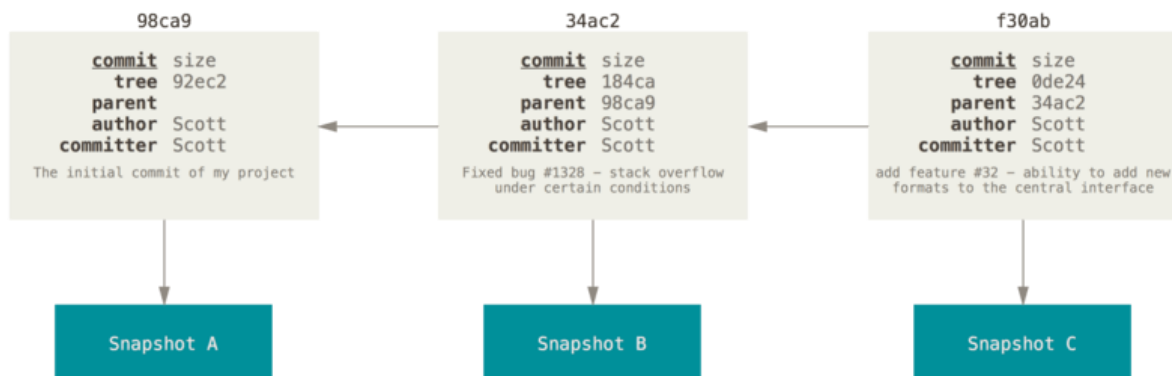 98ca9
commit size
tree 92ec2
parent
author Scott
committer Scott
The initial commit of my project
Snapshot A
34ac2
commit size
tree 184ca
parent 98ca9
author Scott
committer Scott
Fixed bug #1328 – stack overflow
under certain conditions
Snapshot B
f30ab
commit size
tree 0de24
parent 34ac2
author Scott
committer Scott
add feature #32 – ability to add new
formats to the central interface
Snapshot C